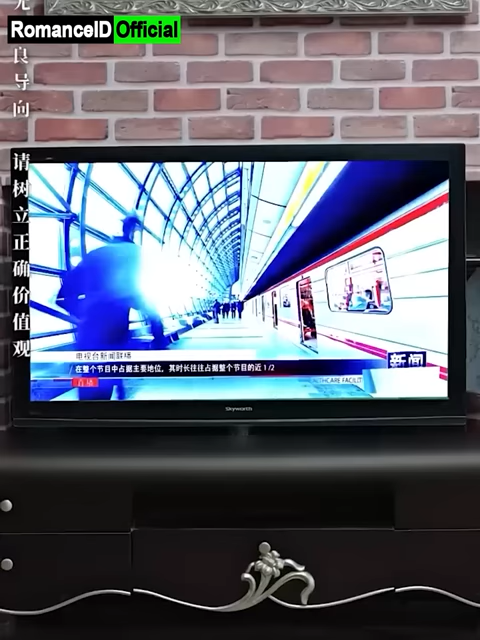 RomanceID Official
良导向
请树立正确价值观
电视台新闻联播
新闻
在整个节目中占据主要地位，其时长往往占据整个节目的近1/2
直播
Skyworth